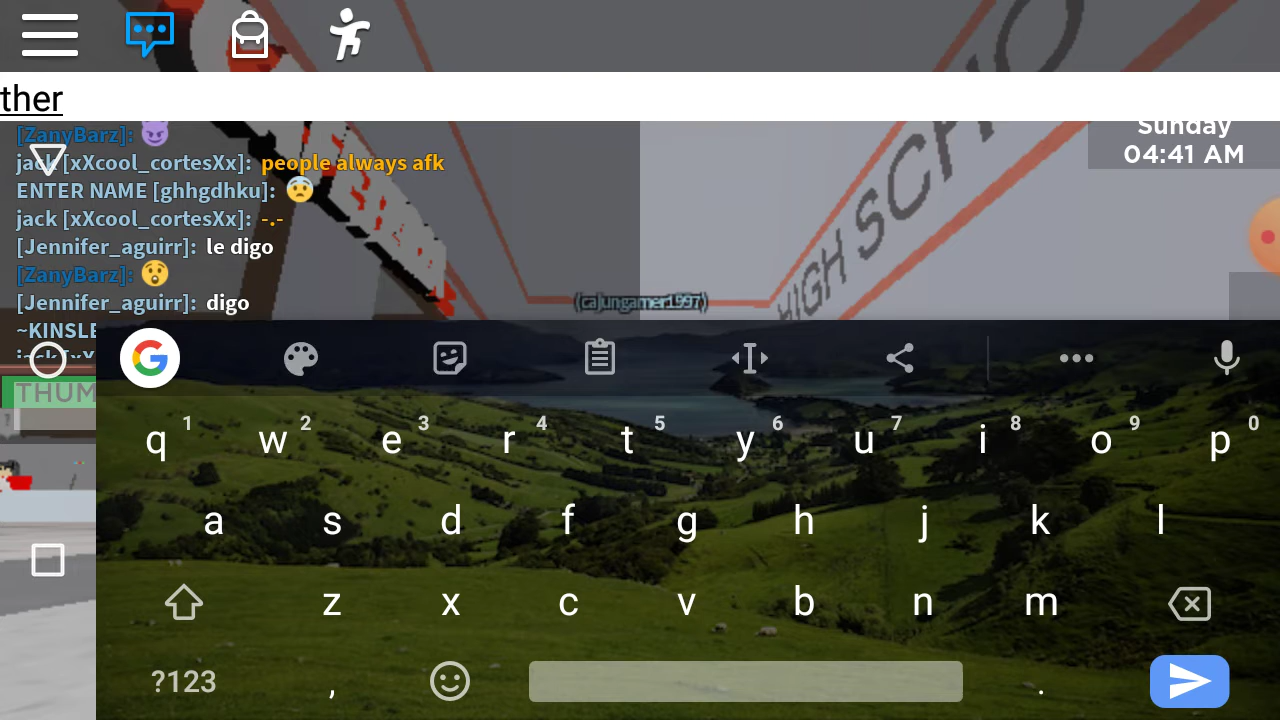 ther
Sunday
04:41 AM
[ZanyBarz]: 😈
jack [xXcool_cortesXx]: people always afk
ENTER NAME [ghhgdhku]: 😨
jack [xXcool_cortesXx]: -.-
[Jennifer_aguirr]: le digo
[ZanyBarz]: 😲
[Jennifer_aguirr]: digo
~KINSLE
HIGH SCHO
(cajungamer1997)
THUM
1 2 3 4 5 6 7 8 9 0
q w e r t y u i o p
a s d f g h j k l
z x c v b n m
?123 , .